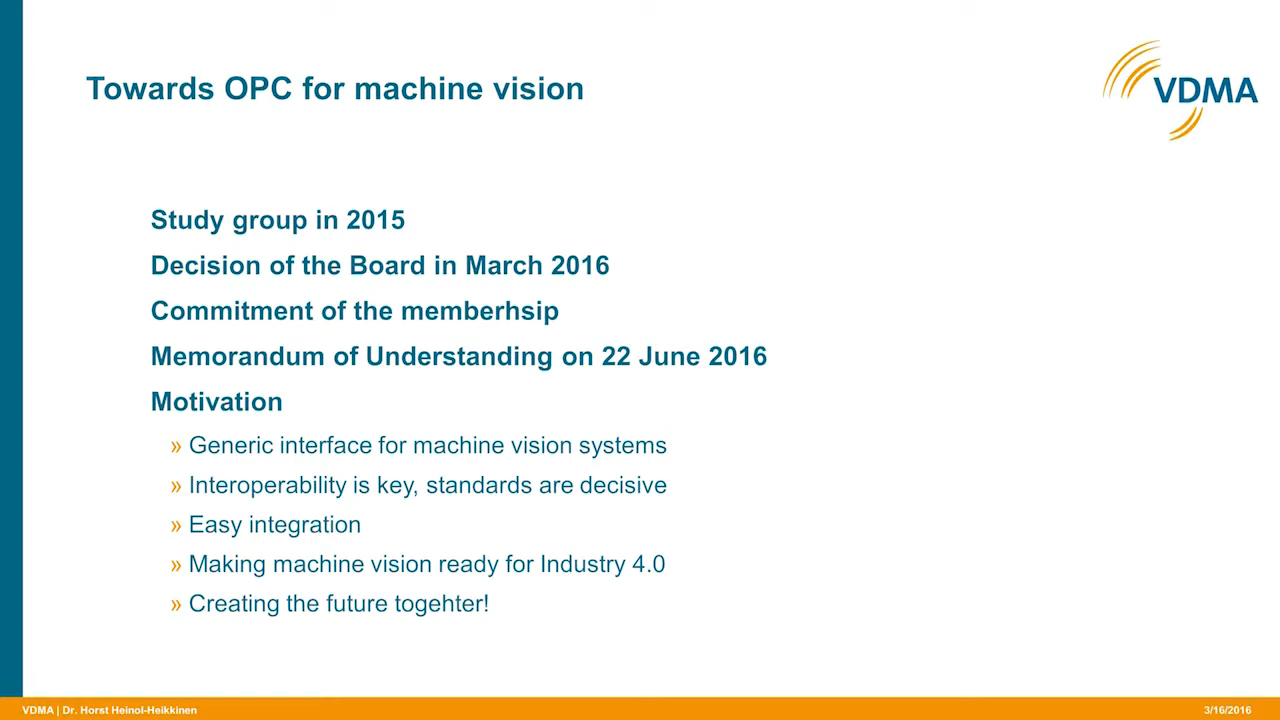 Towards OPC for machine vision
VDMA
Study group in 2015
Decision of the Board in March 2016
Commitment of the memberhsip
Memorandum of Understanding on 22 June 2016
Motivation
» Generic interface for machine vision systems
» Interoperability is key, standards are decisive
» Easy integration
» Making machine vision ready for Industry 4.0
» Creating the future togehter!
VDMA | Dr. Horst Heinol-Heikkinen
3/16/2016